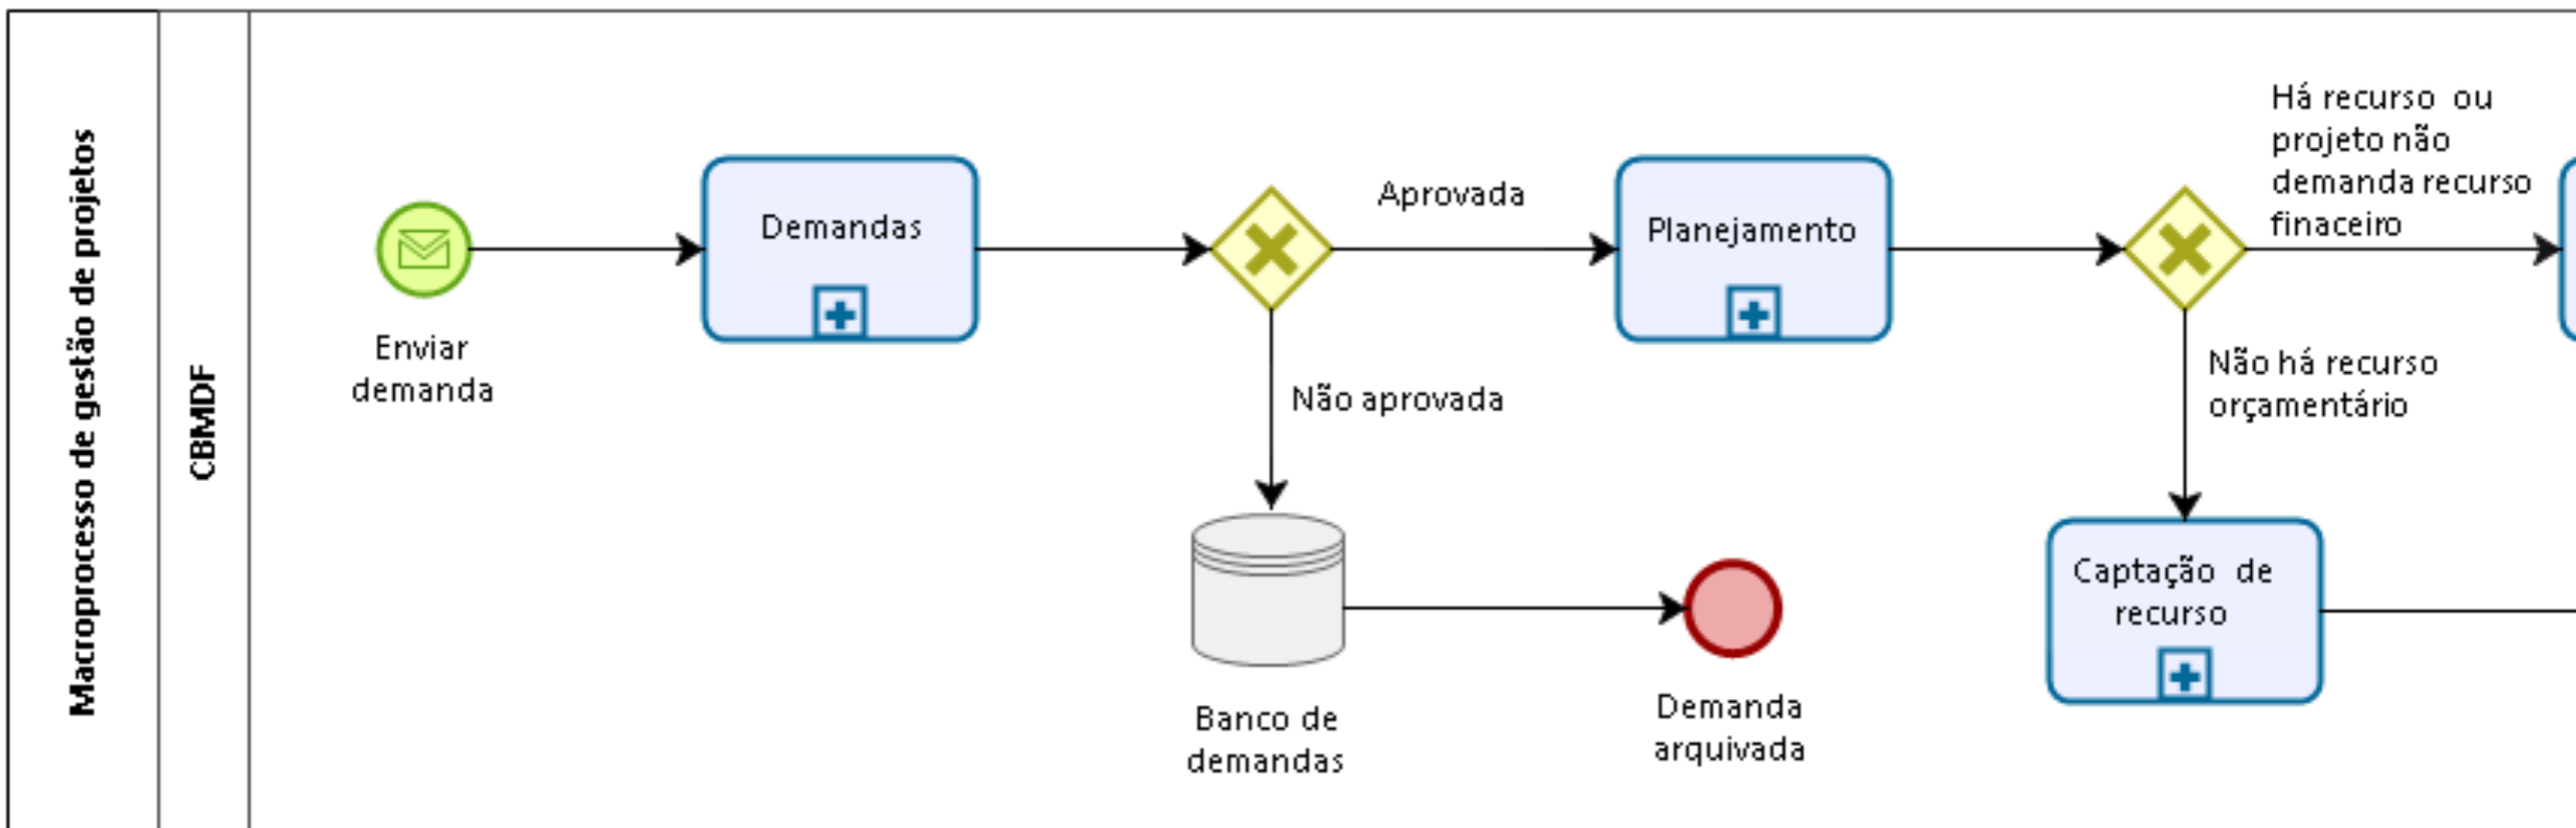 Macroprocesso de gestão de projetos
CBMDF
Enviar
demanda
Demandas
Aprovada
Não aprovada
Banco de
demandas
Demanda
arquivada
Planejamento
Há recurso ou
projeto não
demanda recurso
finaceiro
Não há recurso
orçamentário
Captação de
recurso